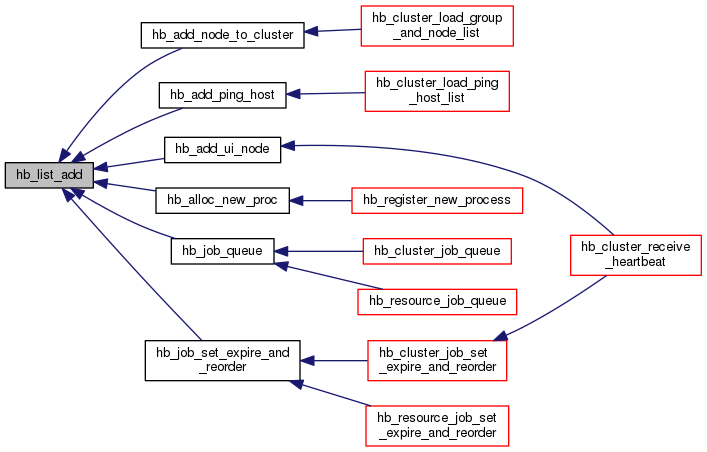 hb_cluster_load_group
_and_node_list
hb_add_node_to_cluster
hb_cluster_load_ping
_host_list
hb_add_ping_host
hb_add_ui_node
hb_list_add
hb_alloc_new_proc
hb_register_new_process
hb_job_queue
hb_cluster_job_queue
hb_cluster_receive
_heartbeat
hb_resource_job_queue
hb_job_set_expire_and
_reorder
hb_cluster_job_set
_expire_and_reorder
hb_resource_job_set
_expire_and_reorder